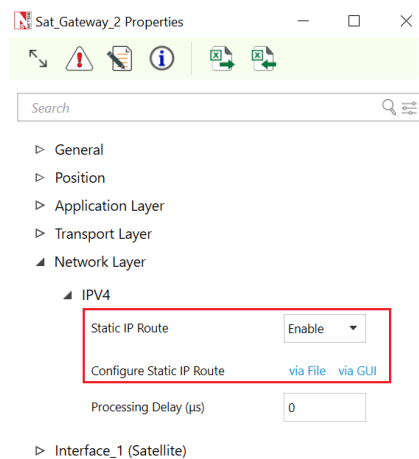 Sat_Gateway_2 Properties
Search
General
Position
Application Layer
Transport Layer
Network Layer
IPV4
Static IP Route Enable
Configure Static IP Route via File via GUI
Processing Delay (µs) 0
Interface_1 (Satellite)